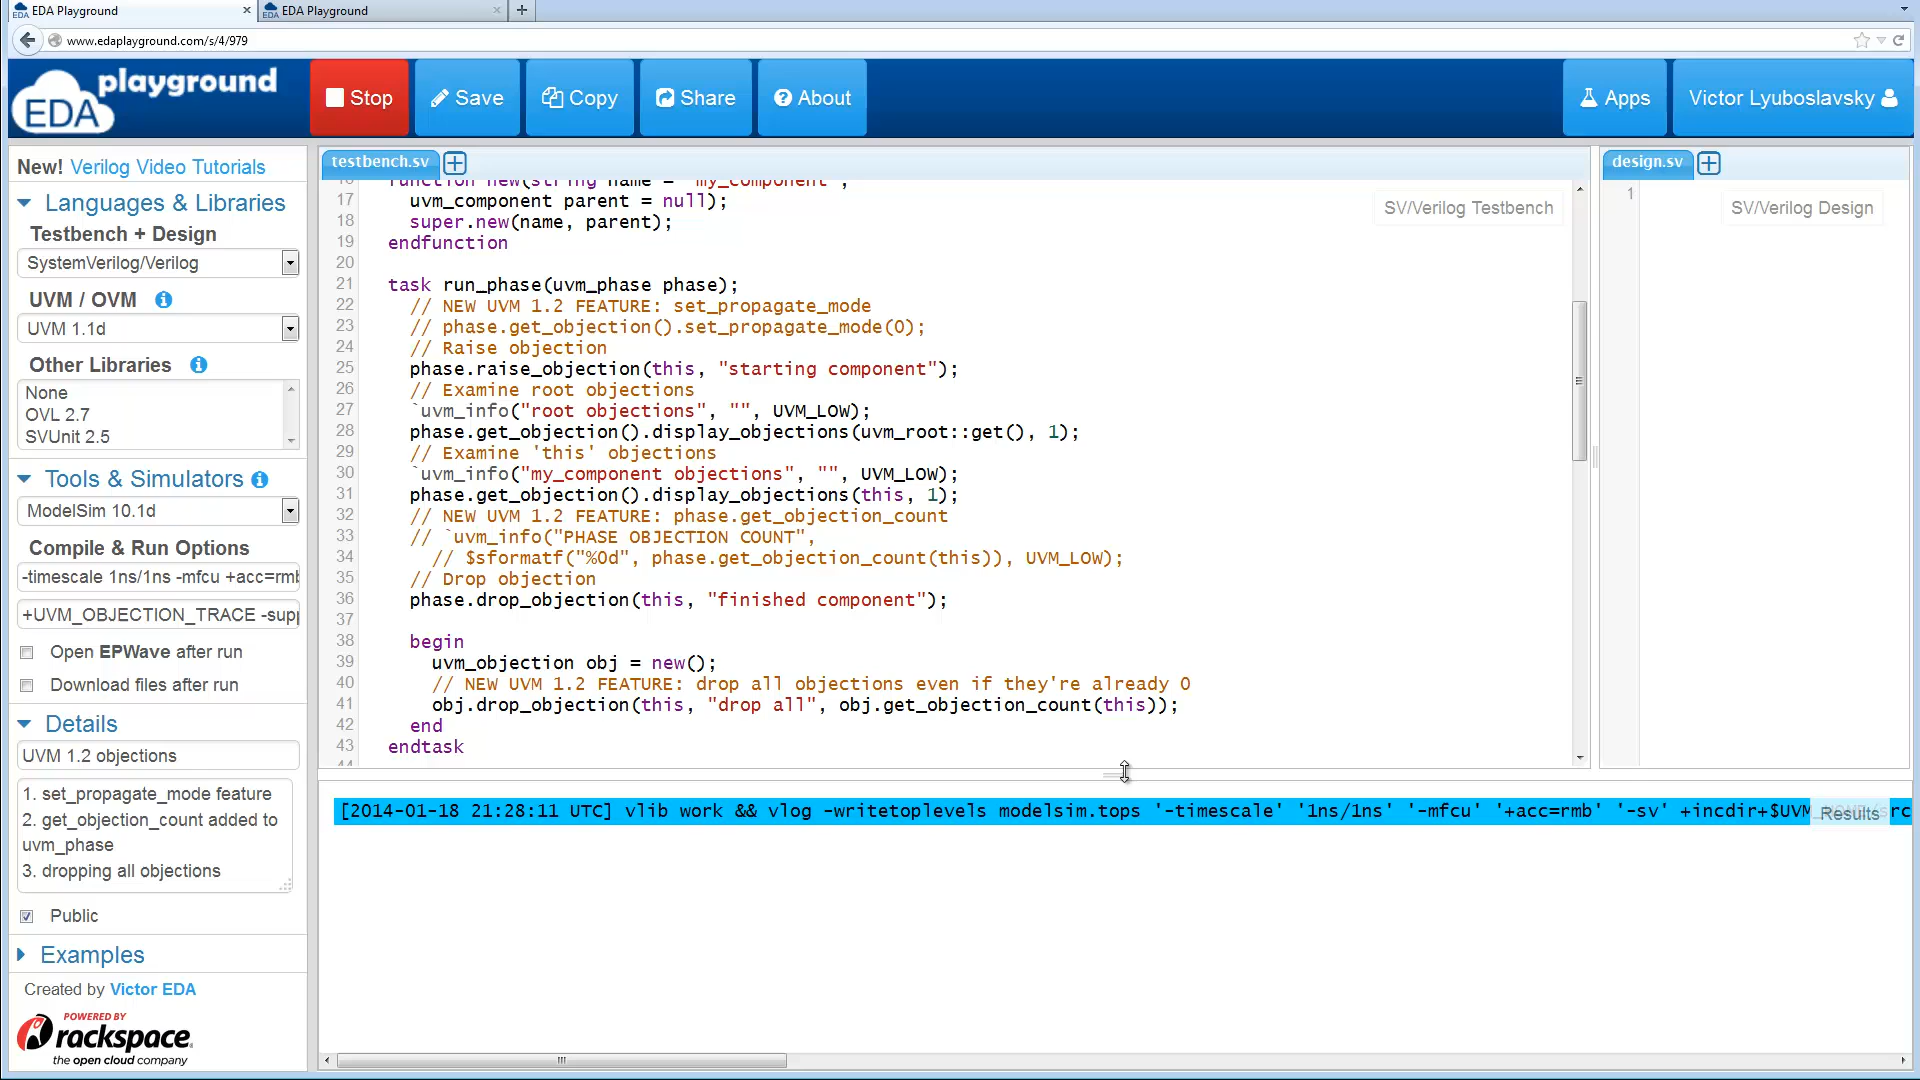 EDA Playground
EDA Playground
www.edaplayground.com/s/4/979
EDA playground
Stop
Save
Copy
Share
About
Apps
Victor Lyuboslavsky
New! Verilog Video Tutorials
Languages & Libraries
Testbench + Design
SystemVerilog/Verilog
UVM / OVM
UVM 1.1d
Other Libraries
None
OVL 2.7
SVUnit 2.5
Tools & Simulators
ModelSim 10.1d
Compile & Run Options
-timescale 1ns/1ns -mfcu +acc=rmb
+UVM_OBJECTION_TRACE -supp
Open EPWave after run
Download files after run
Details
UVM 1.2 objections
1. set_propagate_mode feature
2. get_objection_count added to
uvm_phase
3. dropping all objections
Public
Examples
Created by Victor EDA
POWERED BY
rackspace.
the open cloud company
testbench.sv
SV/Verilog Testbench
16 function new(string name = "my_component",
17 uvm_component parent = null);
18 super.new(name, parent);
19 endfunction
20
21 task run_phase(uvm_phase phase);
22 // NEW UVM 1.2 FEATURE: set_propagate_mode
23 // phase.get_objection().set_propagate_mode(0);
24 // Raise objection
25 phase.raise_objection(this, "starting component");
26 // Examine root objections
27 `uvm_info("root objections", "", UVM_LOW);
28 phase.get_objection().display_objections(uvm_root::get(), 1);
29 // Examine 'this' objections
30 `uvm_info("my_component objections", "", UVM_LOW);
31 phase.get_objection().display_objections(this, 1);
32 // NEW UVM 1.2 FEATURE: phase.get_objection_count
33 // `uvm_info("PHASE OBJECTION COUNT",
34 // $sformatf("%0d", phase.get_objection_count(this)), UVM_LOW);
35 // Drop objection
36 phase.drop_objection(this, "finished component");
37
38 begin
39 uvm_objection obj = new();
40 // NEW UVM 1.2 FEATURE: drop all objections even if they're already 0
41 obj.drop_objection(this, "drop all", obj.get_objection_count(this));
42 end
43 endtask
44
design.sv
1
SV/Verilog Design
[2014-01-18 21:28:11 UTC] vlib work && vlog -writetoplevels modelsim.tops '-timescale' '1ns/1ns' '-mfcu' '+acc=rmb' '-sv' +incdir+$UVM
Results